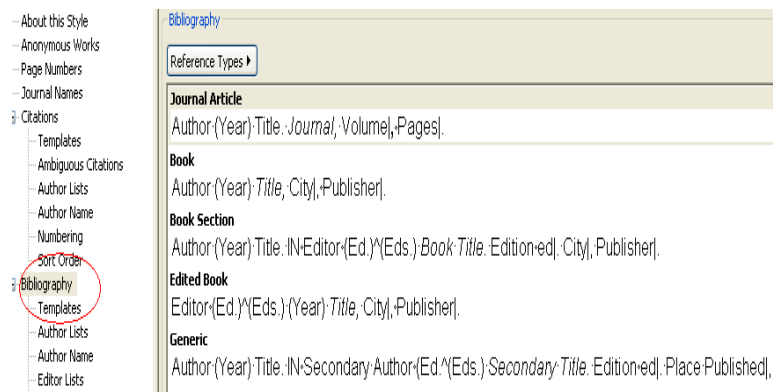 About this Style
Anonymous Works
Page Numbers
Journal Names
Citations
Templates
Ambiguous Citations
Author Lists
Author Name
Numbering
Sort Order
Bibliography
Templates
Author Lists
Author Name
Editor Lists
Bibliography
Reference Types
Journal Article
Author·(Year)·Title.·Journal,·Volume|,•Pages|.
Book
Author·(Year)·Title,·City|,•Publisher|.
Book Section
Author·(Year)·Title.·IN•Editor•(Ed.)^(Eds.)·Book·Title.·Edition•ed|.·City|,·Publisher|.
Edited Book
Editor•(Ed.)^(Eds.)·(Year)·Title,·City|,•Publisher|.
Generic
Author·(Year)·Title.·IN•Secondary·Author•(Ed.^(Eds.)·Secondary·Title.·Edition•ed|.·Place·Published|,